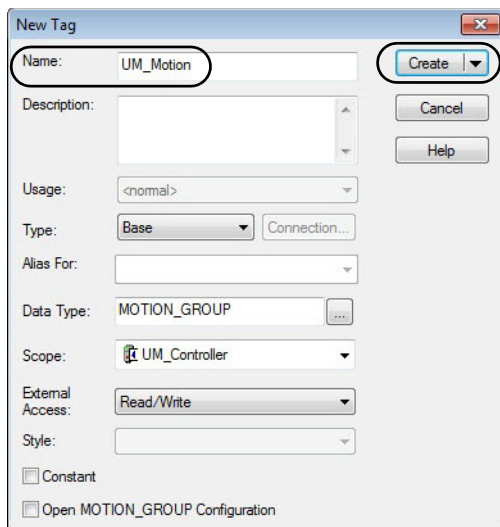 New Tag
Name: UM_Motion
Create
Description:
Cancel
Help
Usage: <normal>
Type: Base Connection...
Alias For:
Data Type: MOTION_GROUP ...
Scope: UM_Controller
External
Access: Read/Write
Style:
Constant
Open MOTION_GROUP Configuration